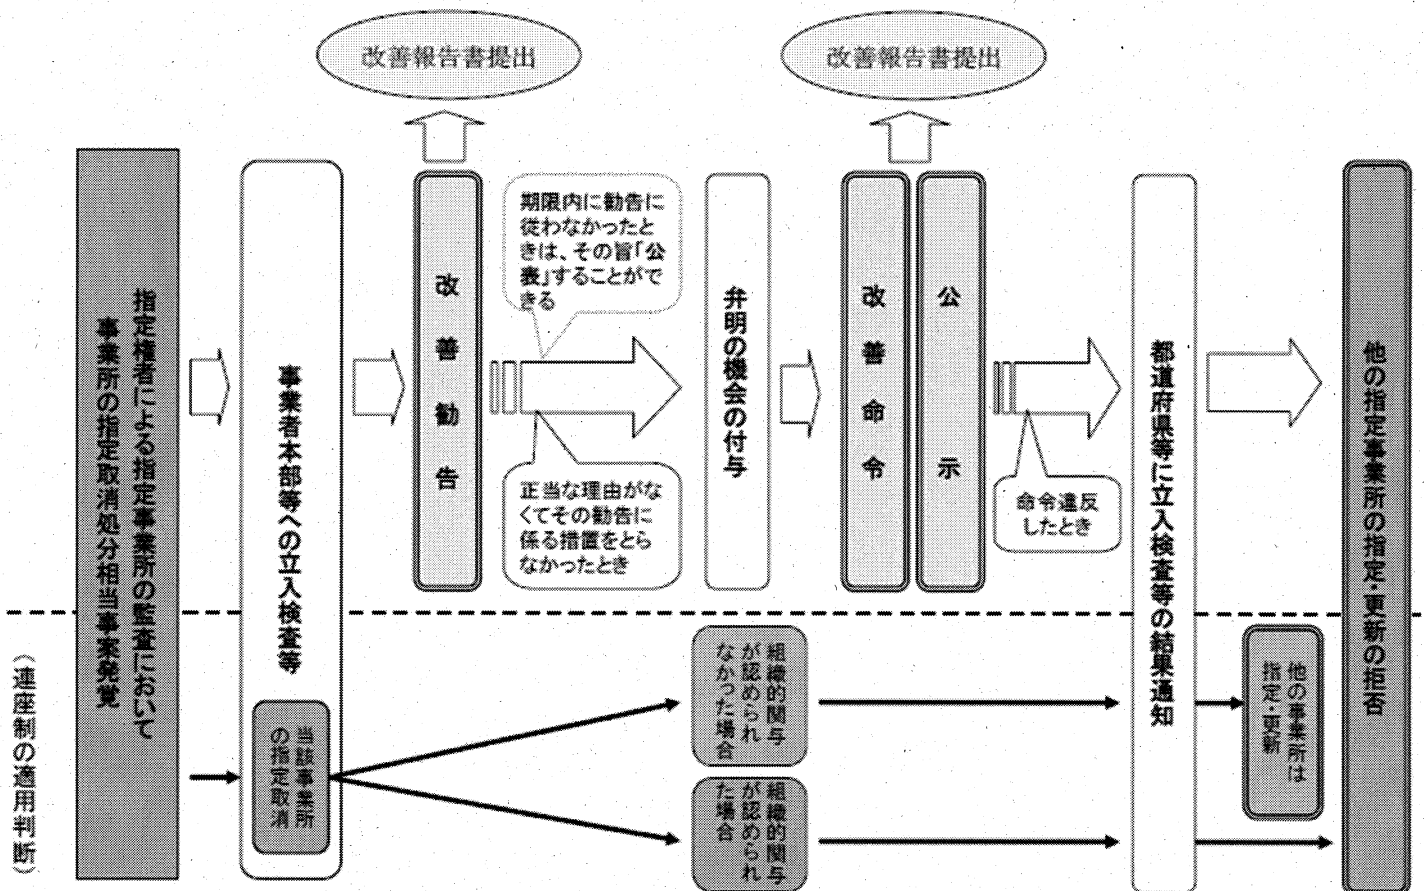 改善報告書提出
改善報告書提出
指定権者による指定事業所の監査において
事業所の指定取消処分相当事案発覚
事業者本部等への立入検査等
改善勧告
期限内に勧告に
従わなかったと
きは、その旨「公
表」することがで
きる
正当な理由がな
くてその勧告に
係る措置をとら
なかったとき
弁明の機会の付与
改善命令
公示
命令違反
したとき
都道府県等に立入検査等の結果通知
他の指定事業所の指定・更新の拒否
（連座制の適用判断）
当該事業所
の指定取消
組織的関与
が認められ
なかった場合
組織的関与
が認められ
た場合
他の事業所は
指定・更新